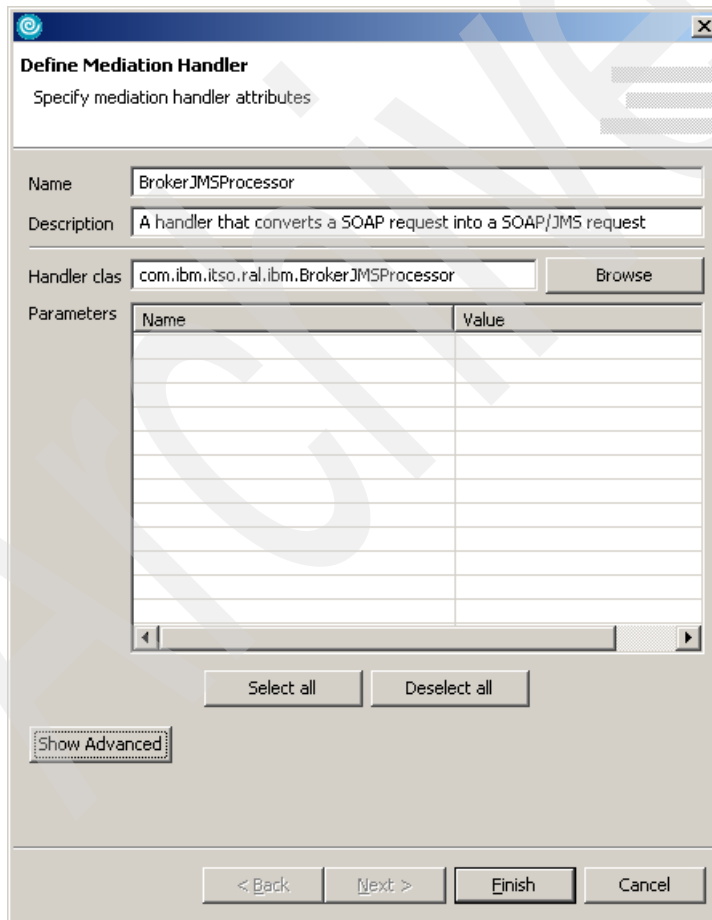 Define Mediation Handler
Specify mediation handler attributes
Name BrokerJMSProcessor
Description A handler that converts a SOAP request into a SOAP/JMS request
Handler clas com.ibm.itso.ral.ibm.BrokerJMSProcessor Browse
Parameters Name Value
Select all Deselect all
Show Advanced
< Back Next > Finish Cancel
Archive